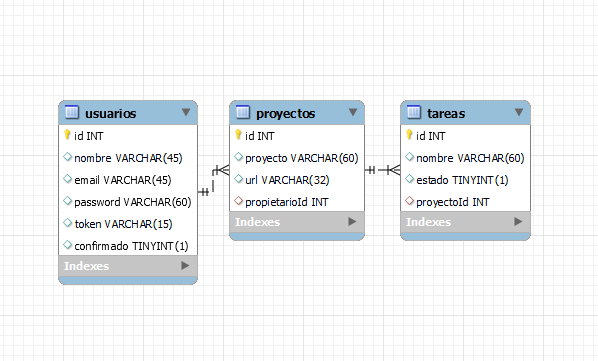 usuarios
id INT
nombre VARCHAR(45)
email VARCHAR(45)
password VARCHAR(60)
token VARCHAR(15)
confirmado TINYINT(1)
Indexes
proyectos
id INT
proyecto VARCHAR(60)
url VARCHAR(32)
propietarioId INT
Indexes
tareas
id INT
nombre VARCHAR(60)
estado TINYINT(1)
proyectoId INT
Indexes